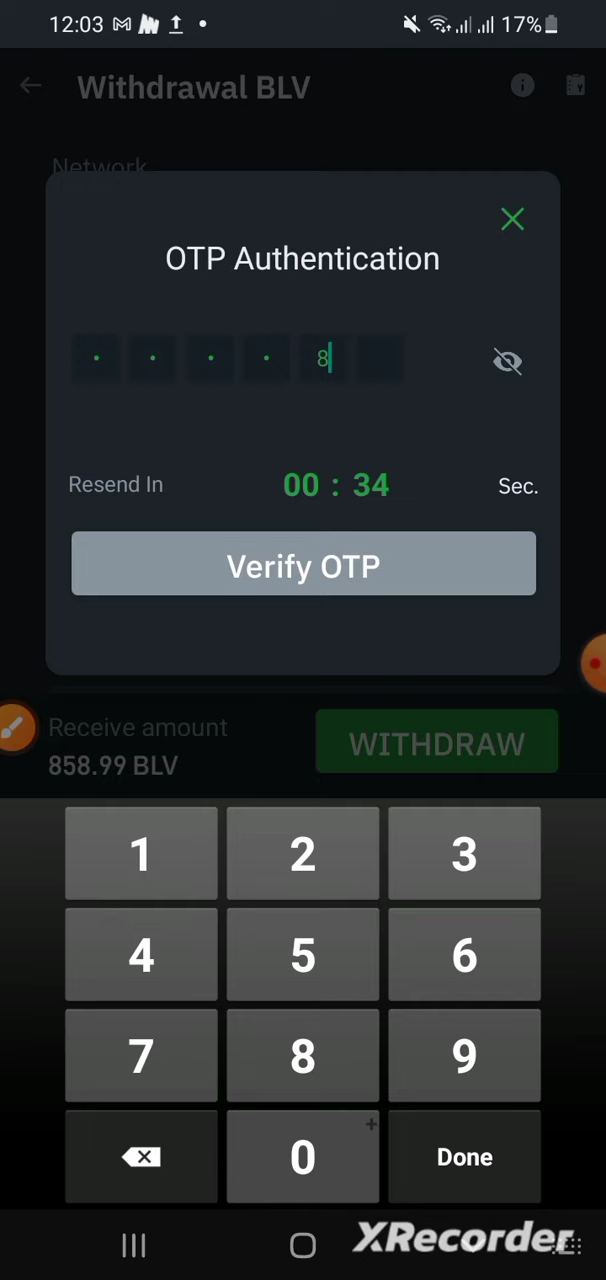 12:03 17%
Withdrawal BLV
Network
OTP Authentication
8
Resend In 00 : 34 Sec.
Verify OTP
Receive amount
858.99 BLV
WITHDRAW
1 2 3
4 5 6
7 8 9
+
0 Done
XRecorder